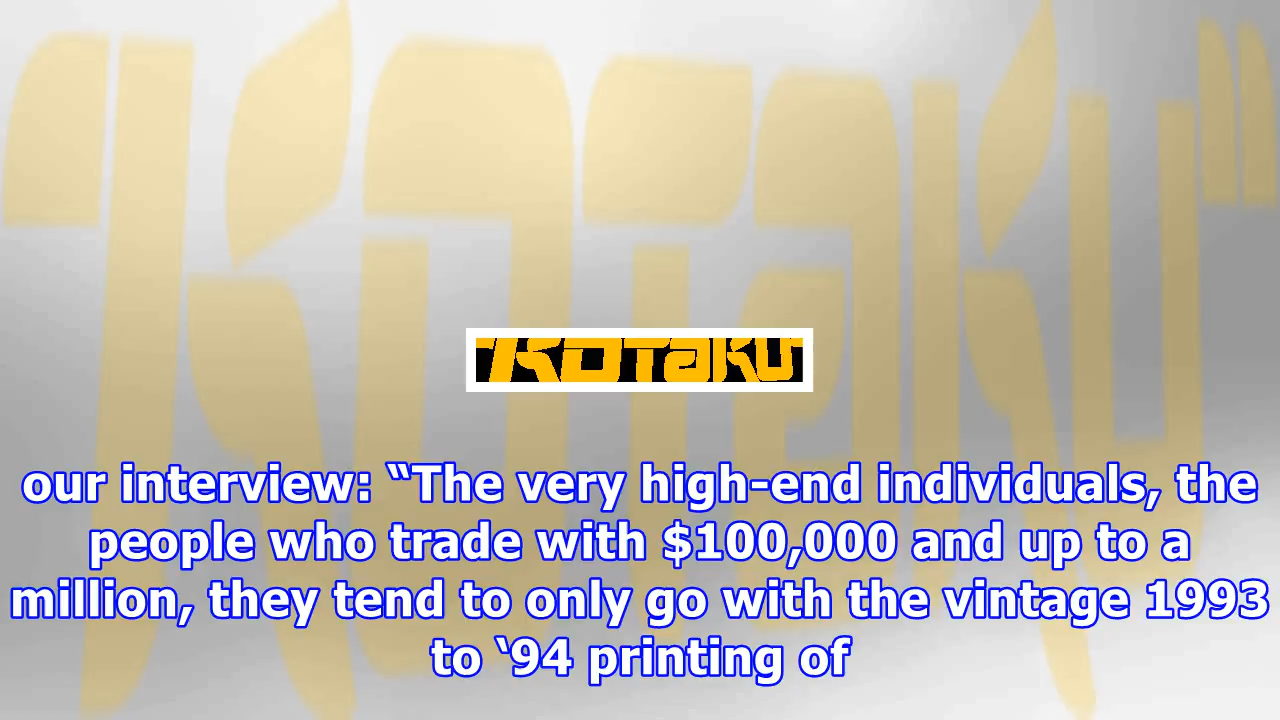 "KOTaKU"
"KOTaKU"
our interview: “The very high-end individuals, the
people who trade with $100,000 and up to a
million, they tend to only go with the vintage 1993
to ‘94 printing of